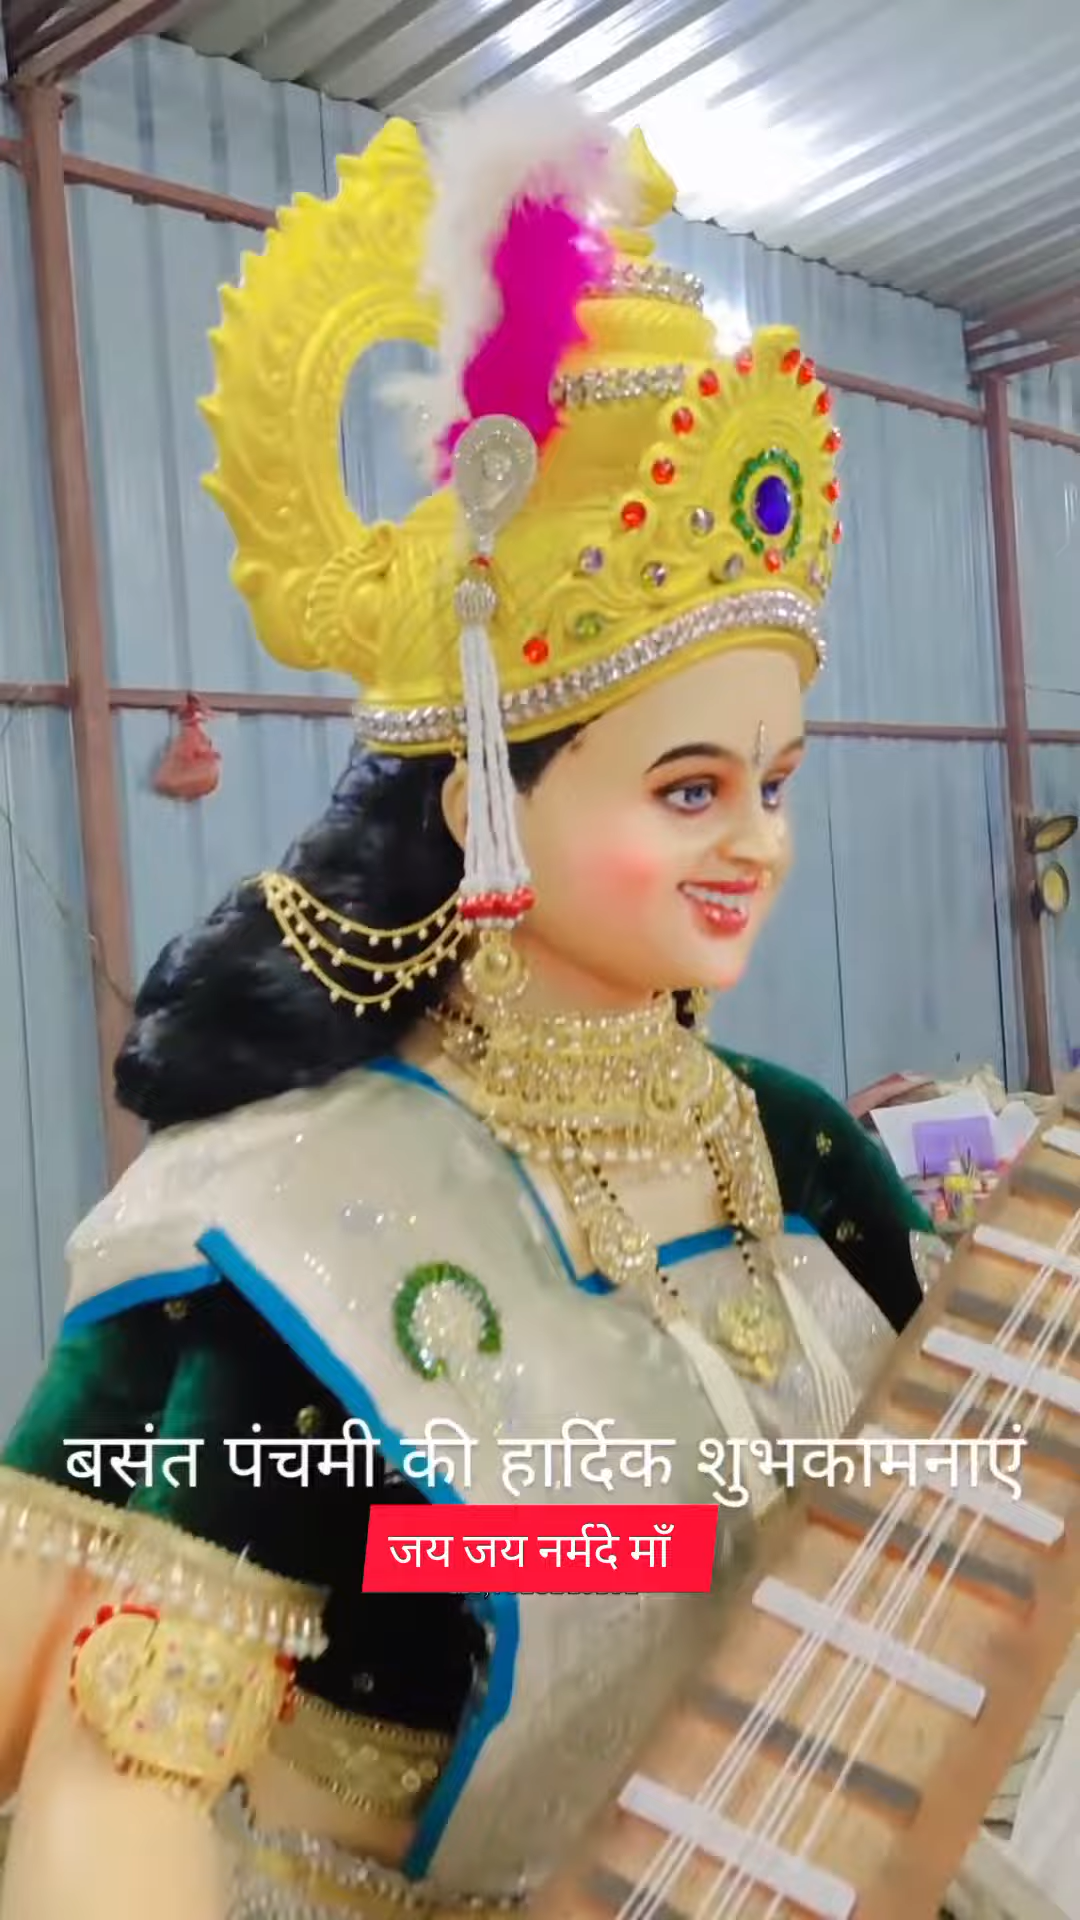 बसंत पंचमी की हार्दिक शुभकामनाएं
जय जय नर्मदे माँ